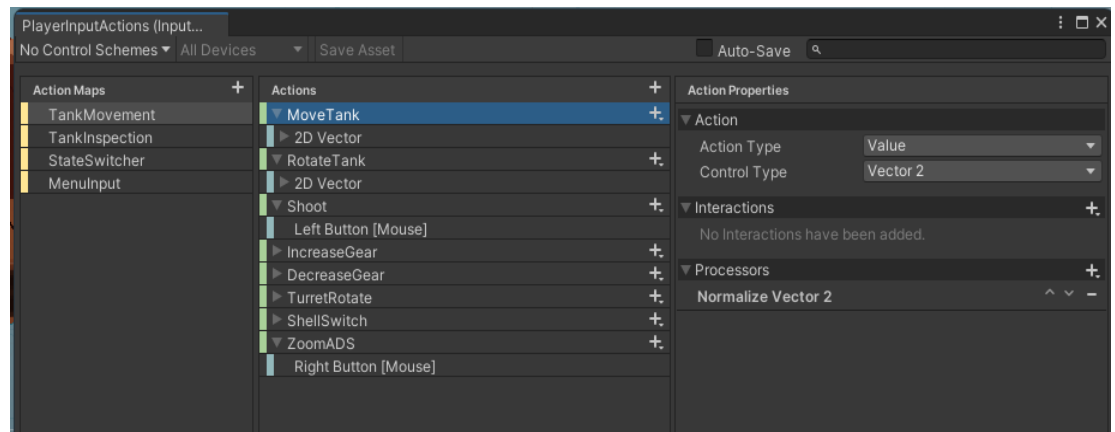 PlayerInputActions (Input...
No Control Schemes All Devices Save Asset Auto-Save
Action Maps
TankMovement
TankInspection
StateSwitcher
MenuInput
Actions
MoveTank
2D Vector
RotateTank
2D Vector
Shoot
Left Button [Mouse]
IncreaseGear
DecreaseGear
TurretRotate
ShellSwitch
ZoomADS
Right Button [Mouse]
Action Properties
Action
Action Type Value
Control Type Vector 2
Interactions
No Interactions have been added.
Processors
Normalize Vector 2